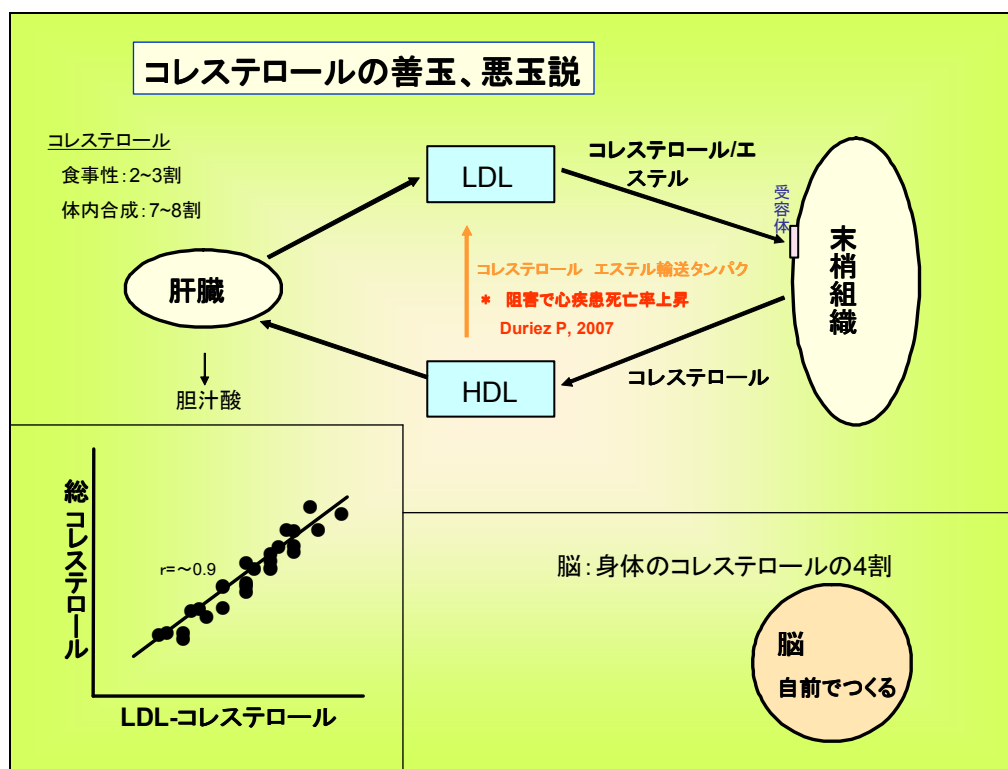 コレステロールの善玉、悪玉説
コレステロール
食事性:2~3割
体内合成:7~8割
LDL
コレステロール/エ
ステル
受容体
末梢組織
肝臓
コレステロール エステル輸送タンパク
* 阻害で心疾患死亡率上昇
Duriez P, 2007
胆汁酸
HDL
コレステロール
総コレステロール
r=~0.9
LDL-コレステロール
脳:身体のコレステロールの4割
脳
自前でつくる